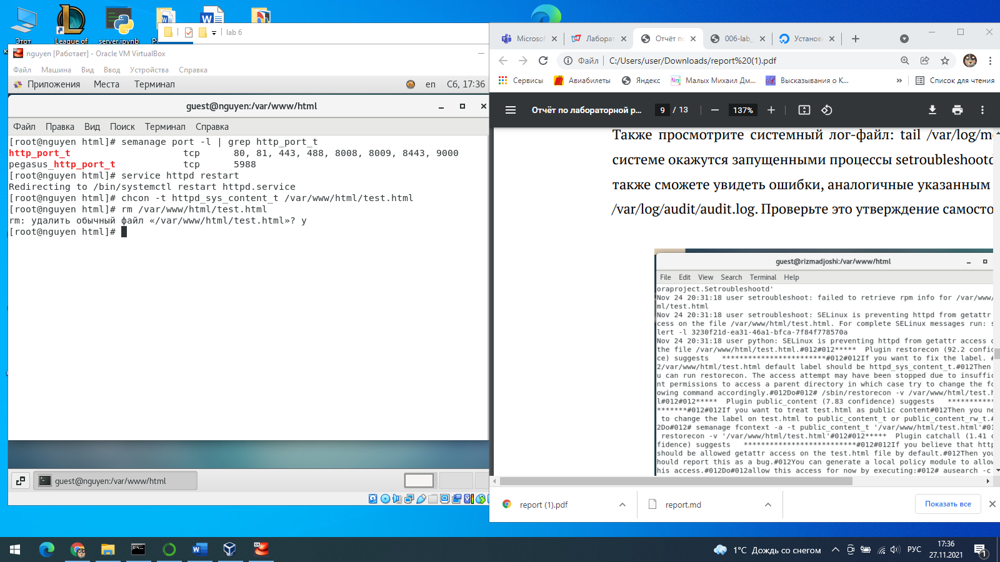 Этот
League of
server.ipynb
lab 6
nguyen [Работает] - Oracle VM VirtualBox
Файл Машина Вид Ввод Устройства Справка
Приложения Места Терминал en Сб, 17:36
guest@nguyen:/var/www/html
Файл Правка Вид Поиск Терминал Справка
[root@nguyen html]# semanage port -l | grep http_port_t
http_port_t tcp 80, 81, 443, 488, 8008, 8009, 8443, 9000
pegasus_http_port_t tcp 5988
[root@nguyen html]# service httpd restart
Redirecting to /bin/systemctl restart httpd.service
[root@nguyen html]# chcon -t httpd_sys_content_t /var/www/html/test.html
[root@nguyen html]# rm /var/www/html/test.html
rm: удалить обычный файл «/var/www/html/test.html»? y
[root@nguyen html]#
guest@nguyen:/var/www/html
Microsof Лаборат Отчёт по 006-lab_ Установ
Файл C:/Users/user/Downloads/report%20(1).pdf
Сервисы Авиабилеты Яндекс Малых Михаил Дм... Высказывания о К... » Список для чтения
Отчёт по лабораторной р... 9 / 13 137%
Также просмотрите системный лог-файл: tail /var/log/me
системе окажутся запущенными процессы setroubleshootd
также сможете увидеть ошибки, аналогичные указанным
/var/log/audit/audit.log. Проверьте это утверждение самосто
guest@rizmadjoshi:/var/www/html
File Edit View Search Terminal Help
oraproject.Setroubleshootd'
Nov 24 20:31:18 user setroubleshoot: failed to retrieve rpm info for /var/www/
ml/test.html
Nov 24 20:31:18 user setroubleshoot: SELinux is preventing httpd from getattr
cess on the file /var/www/html/test.html. For complete SELinux messages run: s
lert -l 3230f21d-ea31-46a1-bfca-7f84f778570a
Nov 24 20:31:18 user python: SELinux is preventing httpd from getattr access o
the file /var/www/html/test.html.#012#012***** Plugin restorecon (92.2 confid
ce) suggests ************************#012#012If you want to fix the label. #
2/var/www/html/test.html default label should be httpd_sys_content_t.#012Then
u can run restorecon. The access attempt may have been stopped due to insuffic
nt permissions to access a parent directory in which case try to change the fo
owing command accordingly.#012Do#012# /sbin/restorecon -v /var/www/html/test.h
l#012#012***** Plugin public_content (7.83 confidence) suggests ***********
*******#012#012If you want to treat test.html as public content#012Then you ne
to change the label on test.html to public_content_t or public_content_rw_t.#
2Do#012# semanage fcontext -a -t public_content_t '/var/www/html/test.html'#01
restorecon -v '/var/www/html/test.html'#012#012***** Plugin catchall (1.41 c
fidence) suggests **************************#012#012If you believe that http
should be allowed getattr access on the test.html file by default.#012Then you
hould report this as a bug.#012You can generate a local policy module to allow
his access.#012Do#012allow this access for now by executing:#012# ausearch -c
report (1).pdf report.md Показать все
1°C Дождь со снегом РУС 17:36
27.11.2021
1